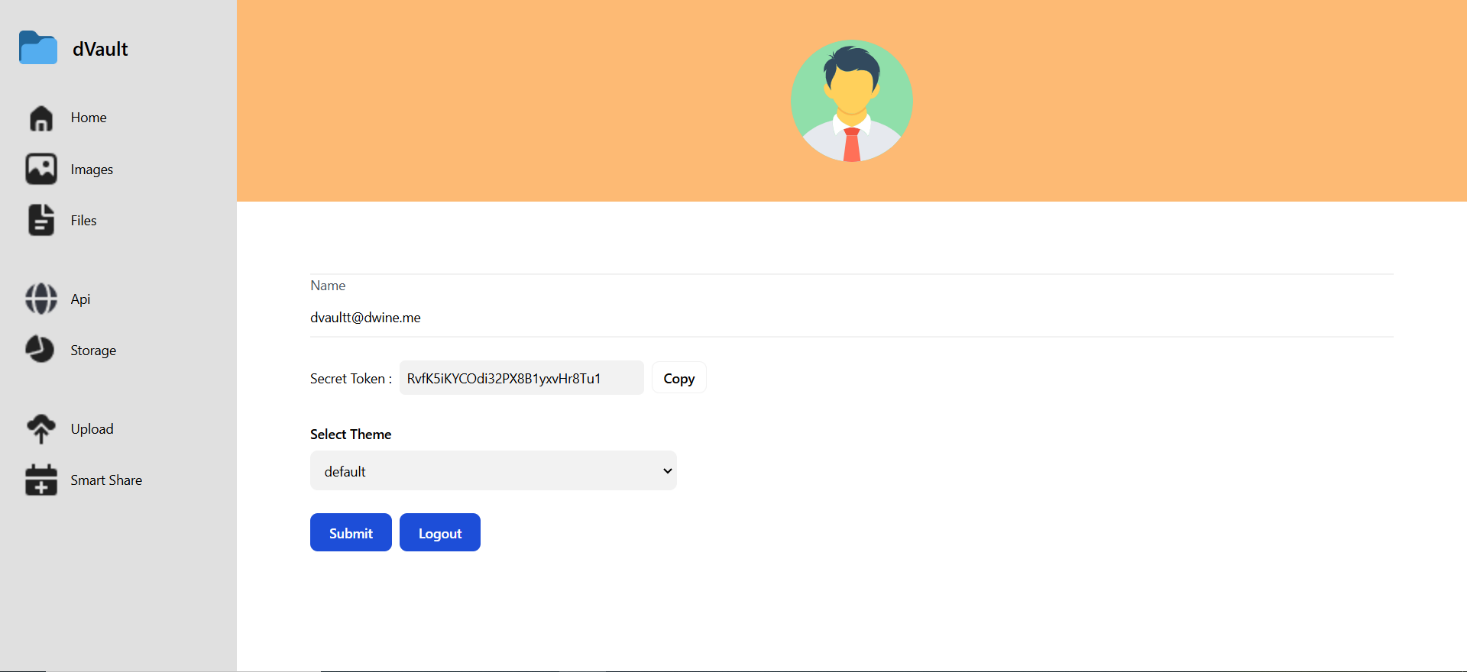 dVault
Home
Images
Files
Api
Storage
Upload
Smart Share
Name
dvaultt@dwine.me
Secret Token : RvfK5iKYCOdi32PX8B1yxvHr8Tu1 Copy
Select Theme
default
Submit Logout